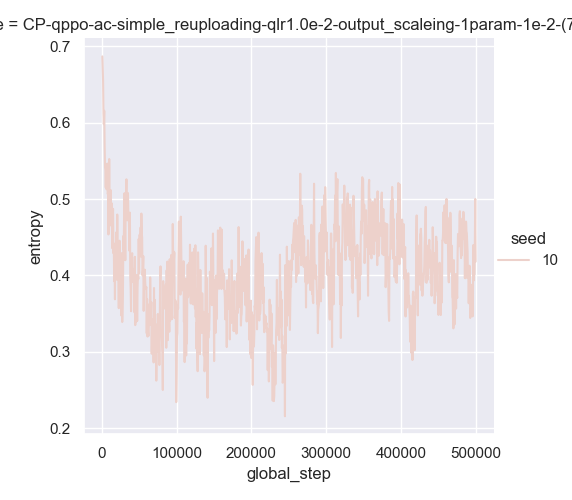 e = CP-qppo-ac-simple_reuploading-qlr1.0e-2-output_scaleing-1param-1e-2-(7
0.7
0.6
0.5
0.4
0.3
0.2
entropy
0 100000 200000 300000 400000 500000
global_step
seed
10